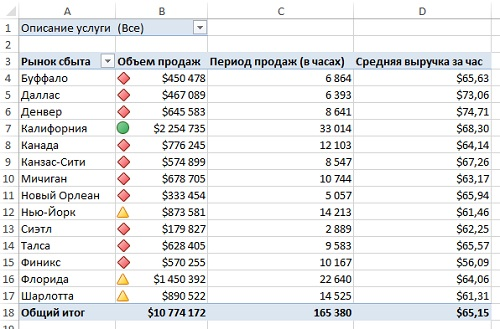 A B C D
1 Описание услуги (Все)
2
3 Рынок сбыта Объем продаж Период продаж (в часах) Средняя выручка за час
4 Буффало $450 478 6 864 $65,63
5 Даллас $467 089 6 393 $73,06
6 Денвер $645 583 8 641 $74,71
7 Калифорния $2 254 735 33 014 $68,30
8 Канада $776 245 12 103 $64,14
9 Канзас-Сити $574 899 8 547 $67,26
10 Мичиган $678 705 10 744 $63,17
11 Новый Орлеан $333 454 5 057 $65,94
12 Нью-Йорк $873 581 14 213 $61,46
13 Сиэтл $179 827 2 889 $62,25
14 Талса $628 405 9 583 $65,57
15 Финикс $570 255 10 167 $56,09
16 Флорида $1 450 392 22 640 $64,06
17 Шарлотта $890 522 14 525 $61,31
18 Общий итог $10 774 172 165 380 $65,15
19